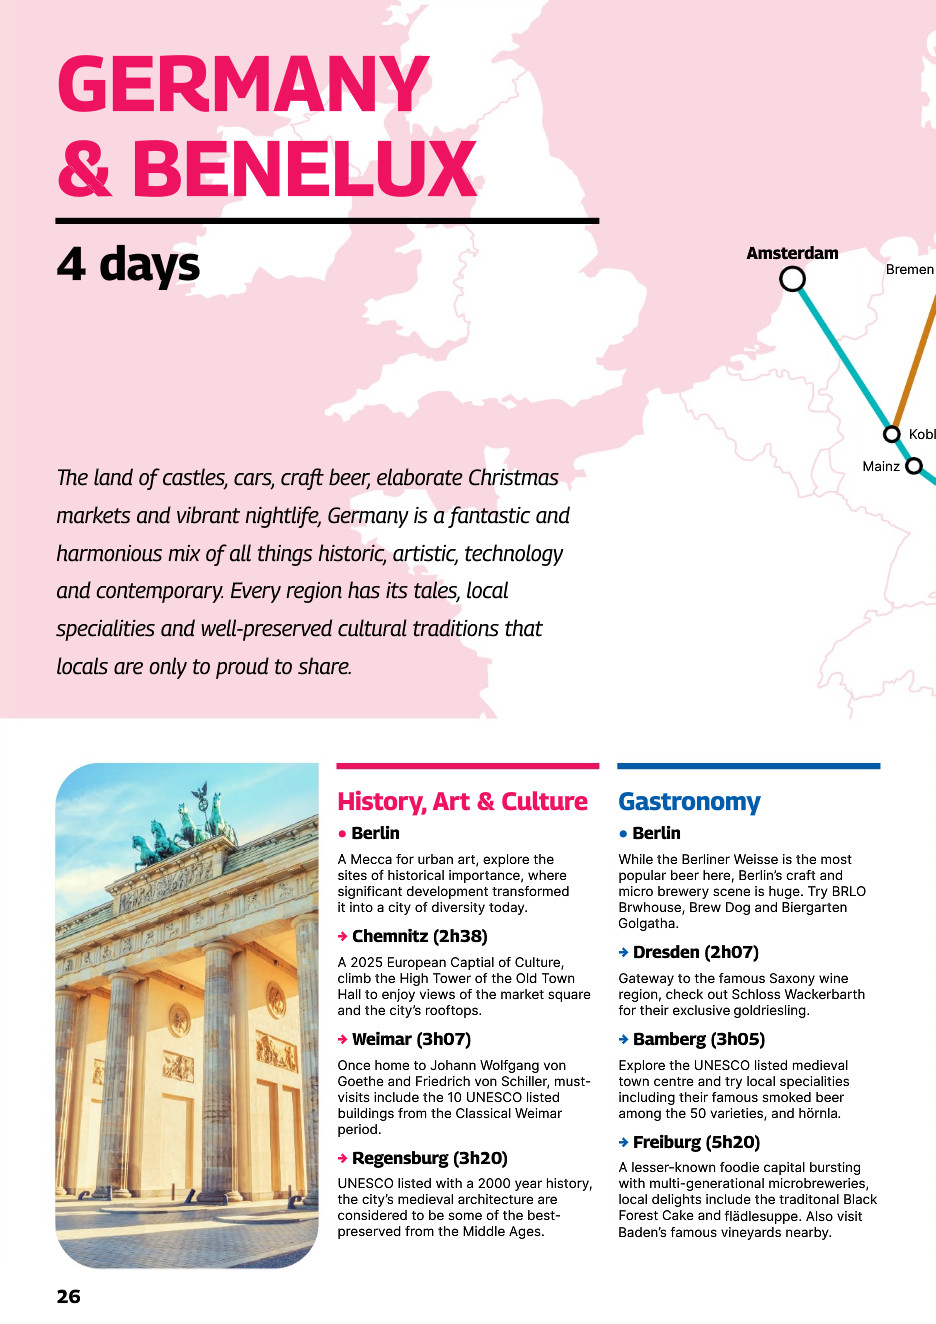 GERMANY
& BENELUX
4 days
Amsterdam
Bremen
Mainz
The land of castles, cars, craft beer, elaborate Christmas
markets and vibrant nightlife, Germany is a fantastic and
harmonious mix of all things historic, artistic, technology
and contemporary. Every region has its tales, local
specialities and well-preserved cultural traditions that
locals are only to proud to share.
History, Art & Culture
• Berlin
A Mecca for urban art, explore the
sites of historical importance, where
significant development transformed
it into a city of diversity today.
→ Chemnitz (2h38)
A 2025 European Captial of Culture,
climb the High Tower of the Old Town
Hall to enjoy views of the market square
and the city's rooftops.
→ Weimar (3h07)
Once home to Johann Wolfgang von
Goethe and Friedrich von Schiller, must-
visits include the 10 UNESCO listed
buildings from the Classical Weimar
period.
→ Regensburg (3h20)
UNESCO listed with a 2000 year history,
the city's medieval architecture are
considered to be some of the best-
preserved from the Middle Ages.
Gastronomy
• Berlin
While the Berliner Weisse is the most
popular beer here, Berlin's craft and
micro brewery scene is huge. Try BRLO
Brwhouse, Brew Dog and Biergarten
Golgatha.
→ Dresden (2h07)
Gateway to the famous Saxony wine
region, check out Schloss Wackerbarth
for their exclusive goldriesling.
→ Bamberg (3h05)
Explore the UNESCO listed medieval
town centre and try local specialities
including their famous smoked beer
among the 50 varieties, and hörnla.
→ Freiburg (5h20)
A lesser-known foodie capital bursting
with multi-generational microbreweries,
local delights include the traditonal Black
Forest Cake and flädlesuppe. Also visit
Baden's famous vineyards nearby.
26